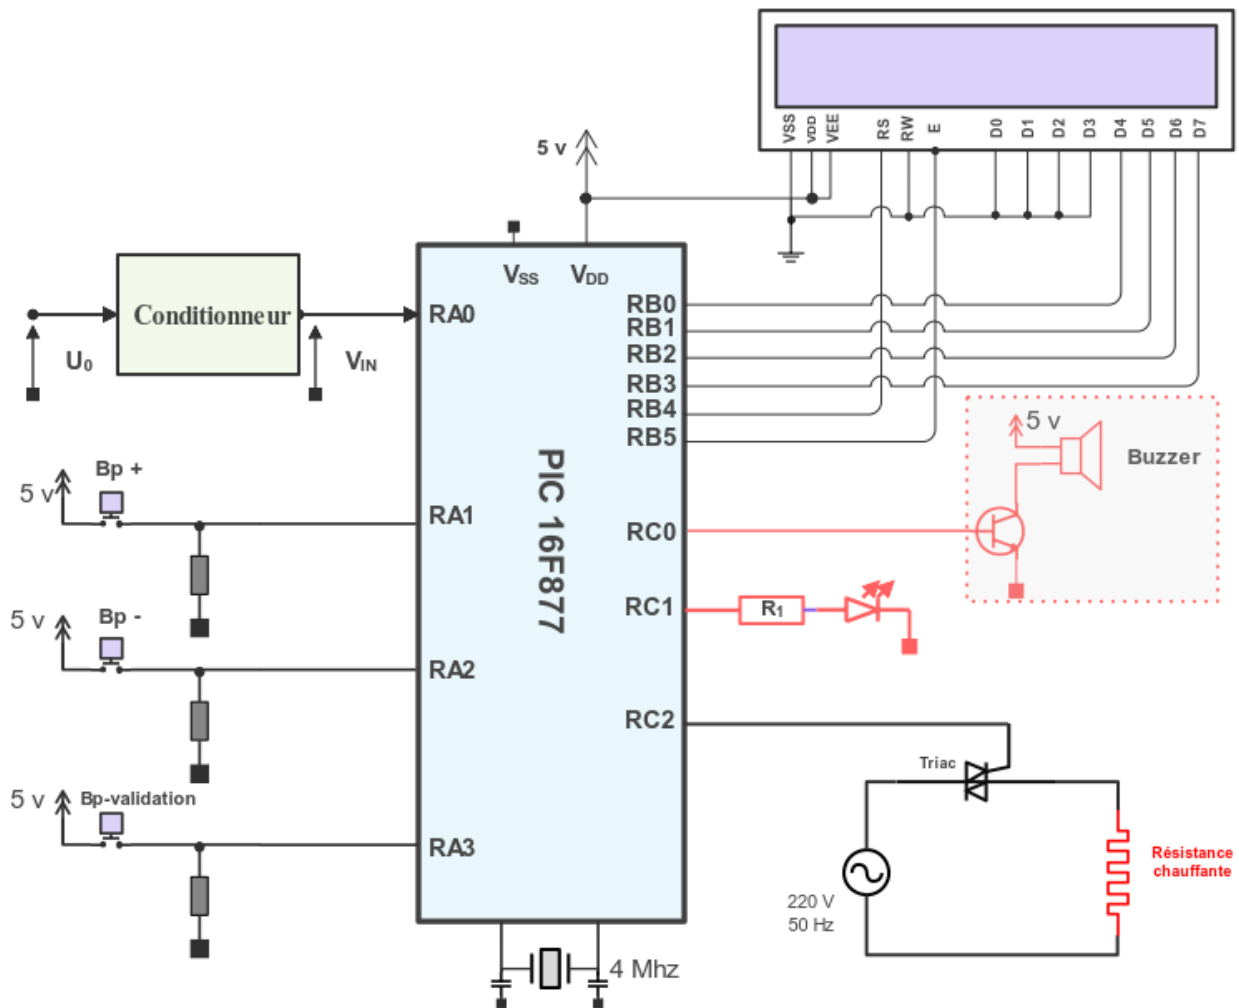 VSS
VDD
VEE
RS
RW
E
D0
D1
D2
D3
D4
D5
D6
D7
5 v
VSS
VDD
Conditionneur
U0
VIN
RA0
RB0
RB1
RB2
RB3
RB4
RB5
5 v
Buzzer
Bp +
5 v
RA1
PIC 16F877
RC0
RC1
R1
Bp -
5 v
RA2
RC2
Triac
Bp-validation
5 v
RA3
Résistance
chauffante
220 V
50 Hz
4 Mhz